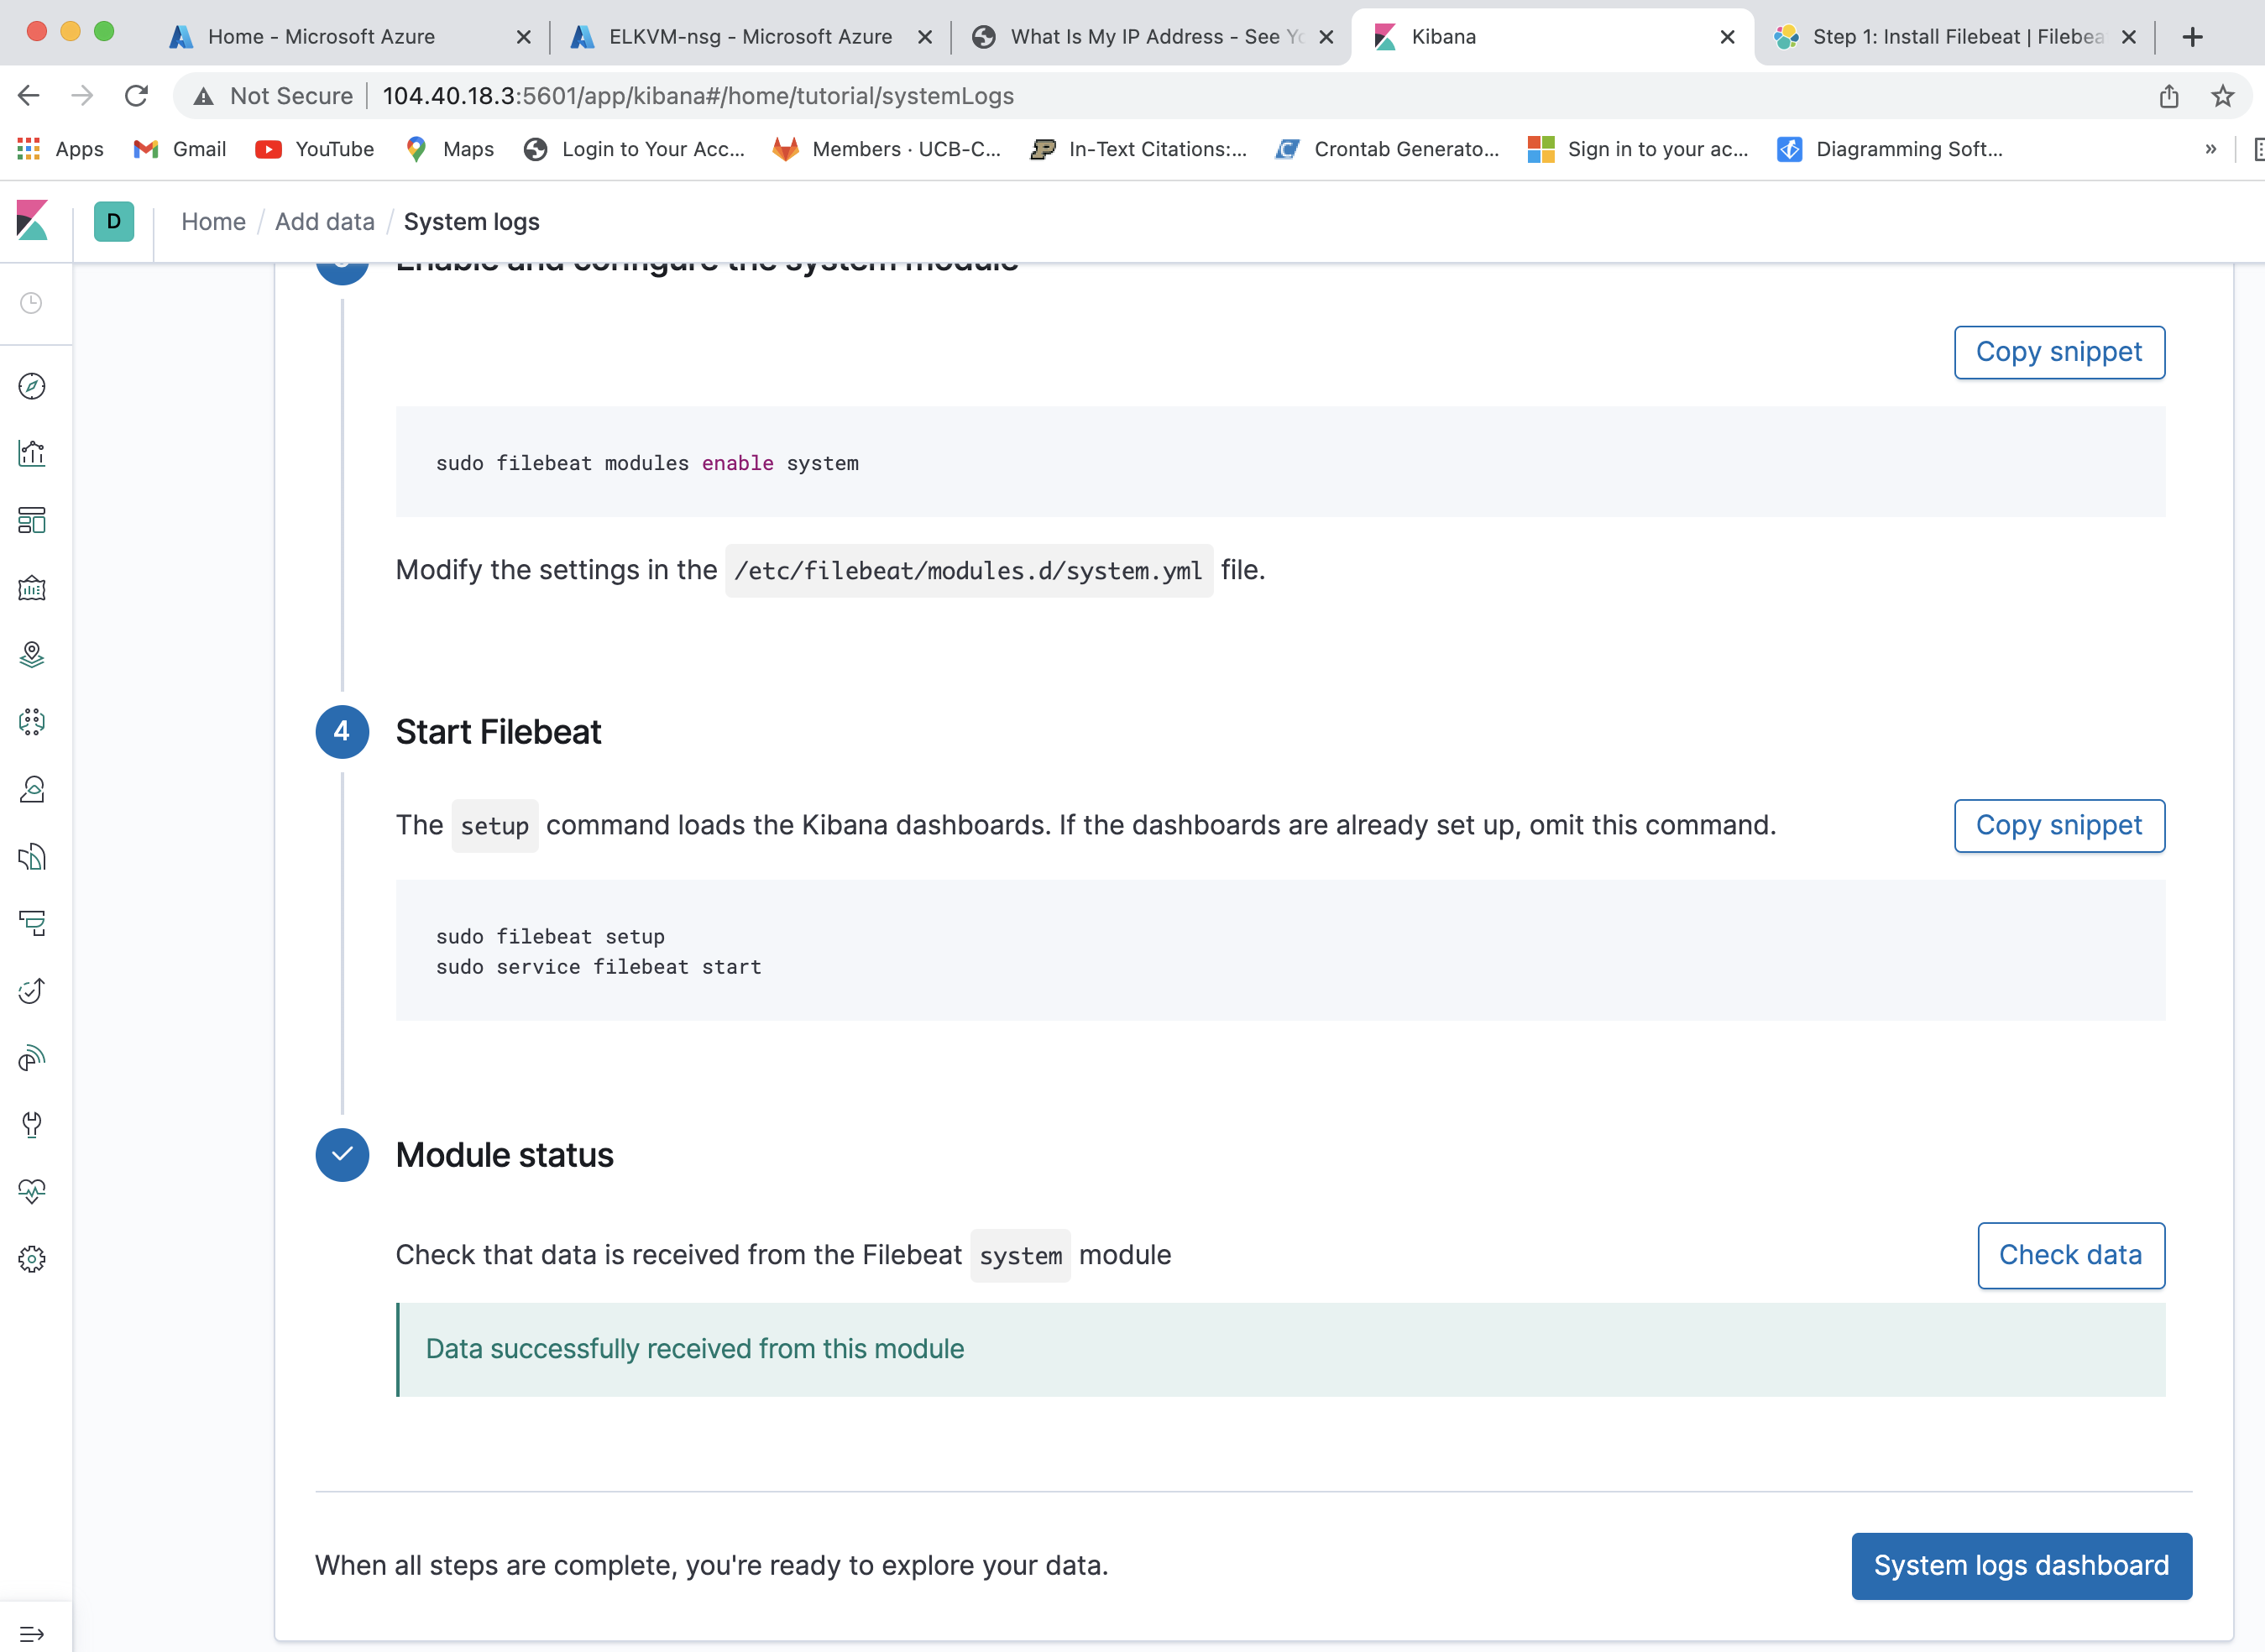 Home - Microsoft Azure
ELKVM-nsg - Microsoft Azure
What Is My IP Address - See Yo
Kibana
Step 1: Install Filebeat | Filebea
Not Secure
104.40.18.3:5601/app/kibana#/home/tutorial/systemLogs
Apps
Gmail
YouTube
Maps
Login to Your Acc...
Members · UCB-C...
In-Text Citations:...
Crontab Generato...
Sign in to your ac...
Diagramming Soft...
»
D
Home / Add data / System logs
Enable and configure the system module
Copy snippet
sudo filebeat modules enable system
Modify the settings in the /etc/filebeat/modules.d/system.yml file.
4
Start Filebeat
The setup command loads the Kibana dashboards. If the dashboards are already set up, omit this command.
Copy snippet
sudo filebeat setup
sudo service filebeat start
Module status
Check that data is received from the Filebeat system module
Check data
Data successfully received from this module
When all steps are complete, you're ready to explore your data.
System logs dashboard